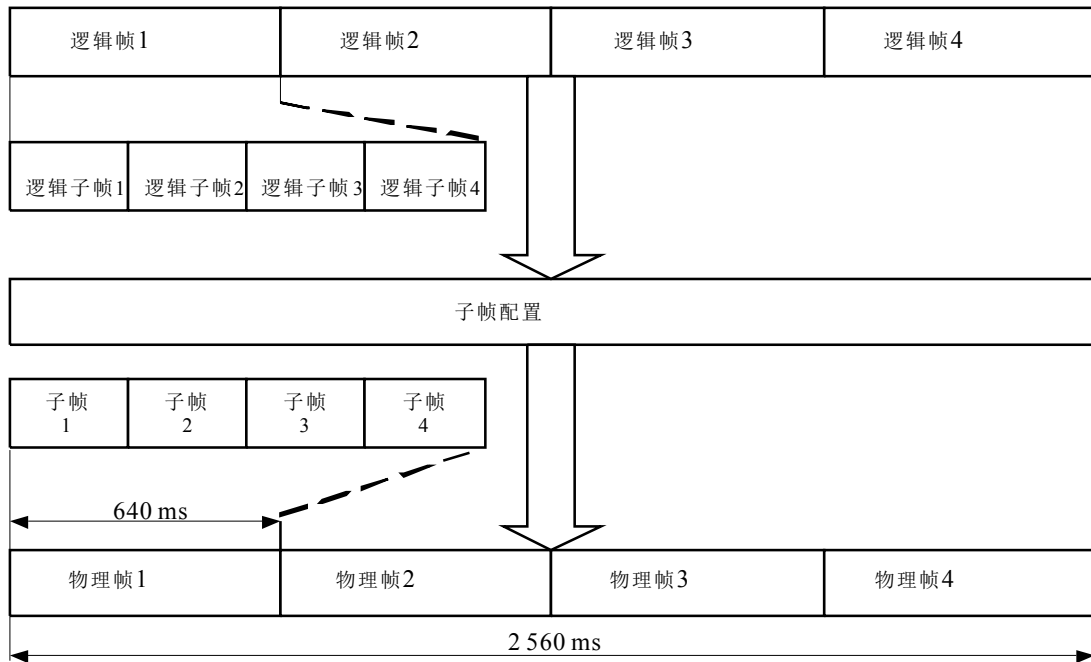 逻辑帧1 逻辑帧2 逻辑帧3 逻辑帧4
逻辑子帧1 逻辑子帧2 逻辑子帧3 逻辑子帧4
子帧配置
子帧 子帧 子帧 子帧
1 2 3 4
640 ms
物理帧1 物理帧2 物理帧3 物理帧4
2 560 ms